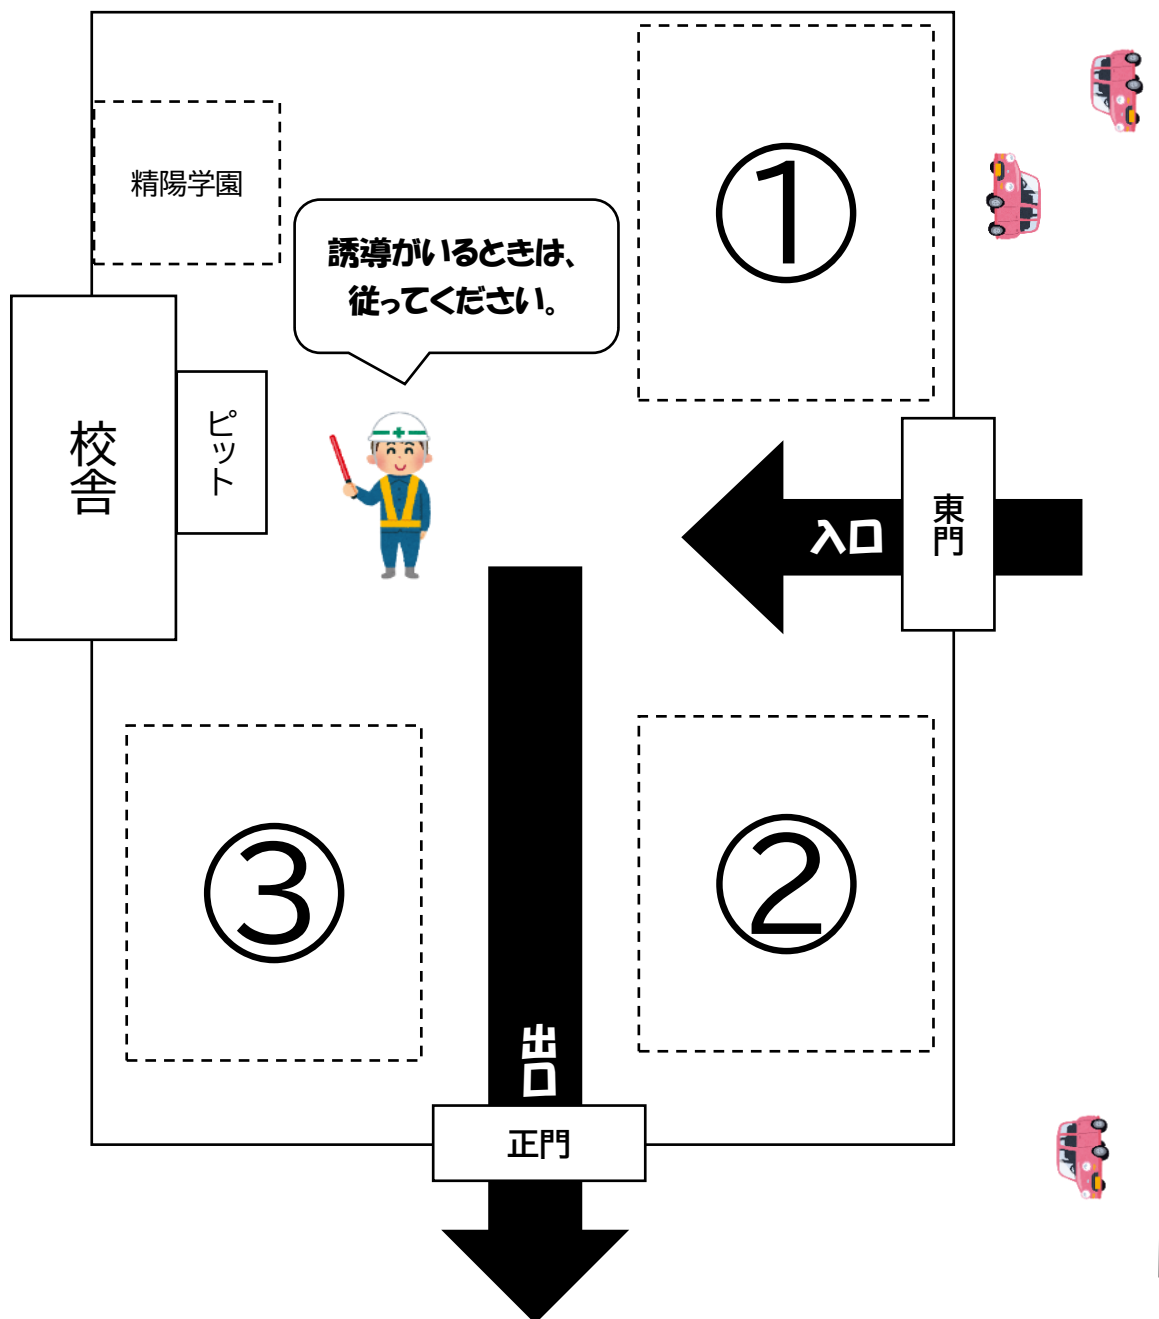 ①
精陽学園
誘導がいるときは、
従ってください。
校舎
ピット
入口
東門
③
②
出口
正門